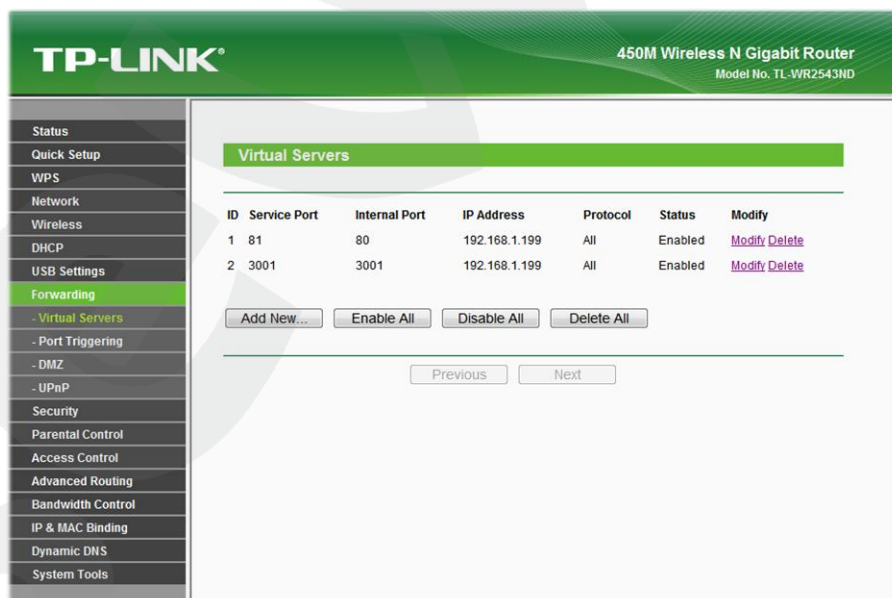 TP-LINK®
450M Wireless N Gigabit Router
Model No. TL-WR2543ND
Status
Quick Setup
WPS
Network
Wireless
DHCP
USB Settings
Forwarding
- Virtual Servers
- Port Triggering
- DMZ
- UPnP
Security
Parental Control
Access Control
Advanced Routing
Bandwidth Control
IP & MAC Binding
Dynamic DNS
System Tools
Virtual Servers
ID Service Port Internal Port IP Address Protocol Status Modify
1 81 80 192.168.1.199 All Enabled Modify Delete
2 3001 3001 192.168.1.199 All Enabled Modify Delete
Add New... Enable All Disable All Delete All
Previous Next